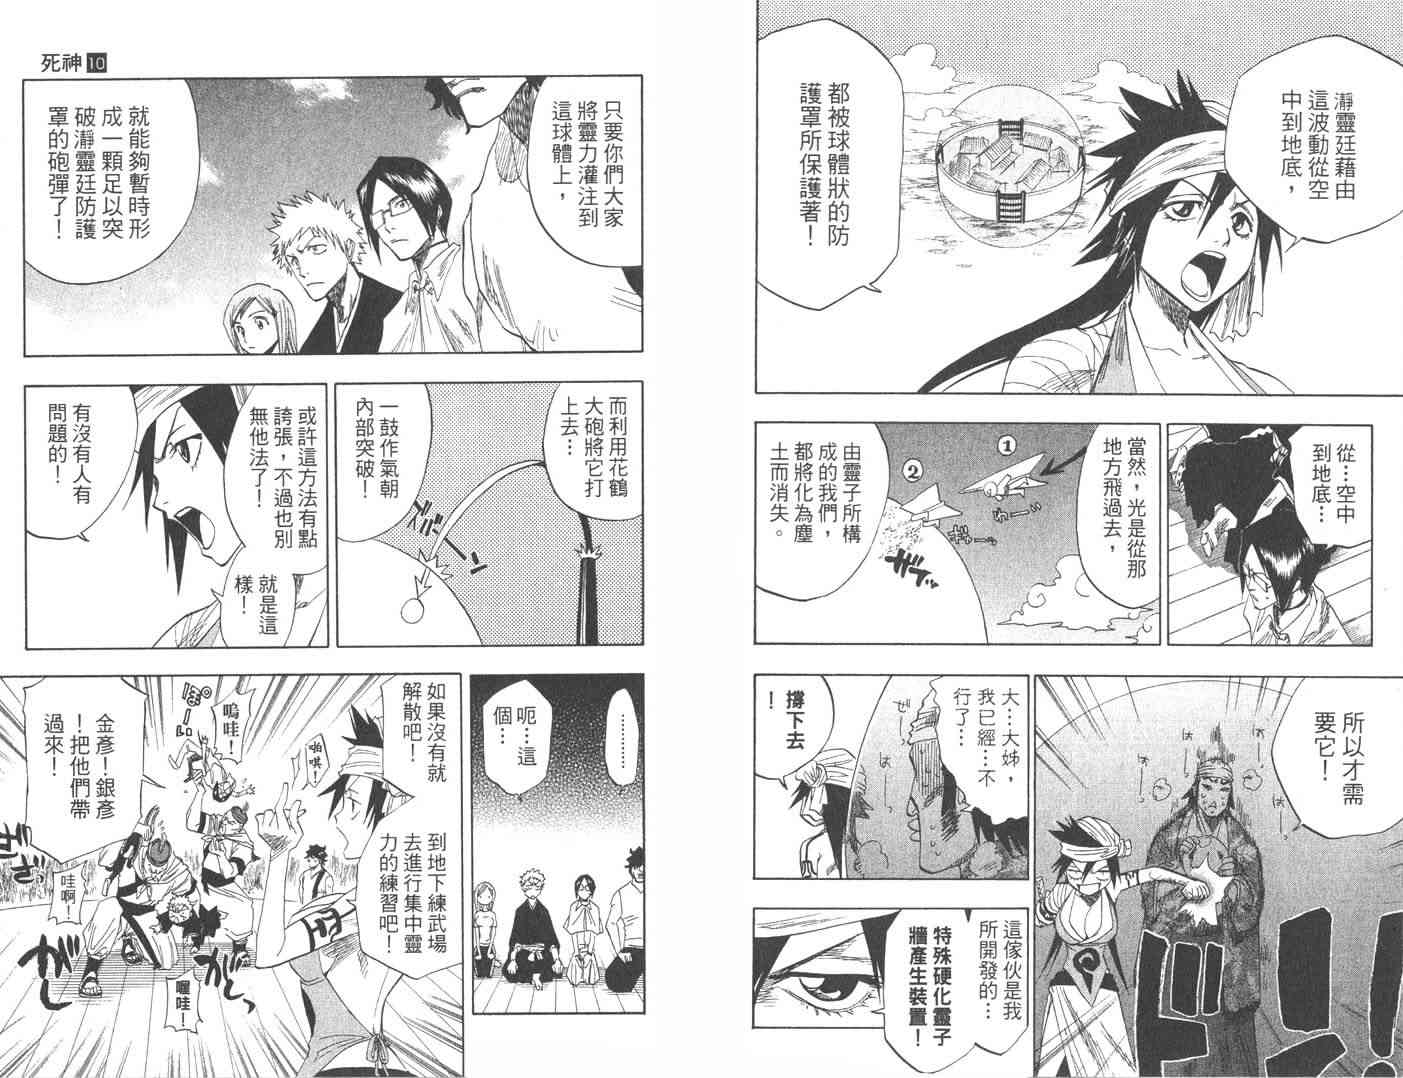 瀞靈廷藉由
這波動從空
中到地底，
都被球體狀的防
護罩所保護著！
從…空中
到地底…
當然，光是從那
地方飛過去，
①
②
由靈子所構
成的我們，
都將化為塵
土而消失。
所以才需
要它！
大…大姊，
我已經…不
行了…
撐下去
！
這傢伙是我
所開發的…
特殊硬化靈子
牆產生裝置！
死神10
只要你們大家
將靈力灌注到
這球體上，
就能夠暫時形
成一顆足以突
破瀞靈廷防護
罩的砲彈了！
而利用花鶴
大砲將它打
上去…
一鼓作氣朝
內部突破！
或許這方法有點
誇張，不過也別
無他法了！
就是這
樣！
有沒有人有
問題的！
………
呃…這
個…
如果沒有就
解散吧！
到地下練武場
去進行集中靈
力的練習吧！
啪
嘰！
嗚哇！
ぽーー！
金彥！銀彥
！把他們帶
過來！
哇啊！
喔哇！